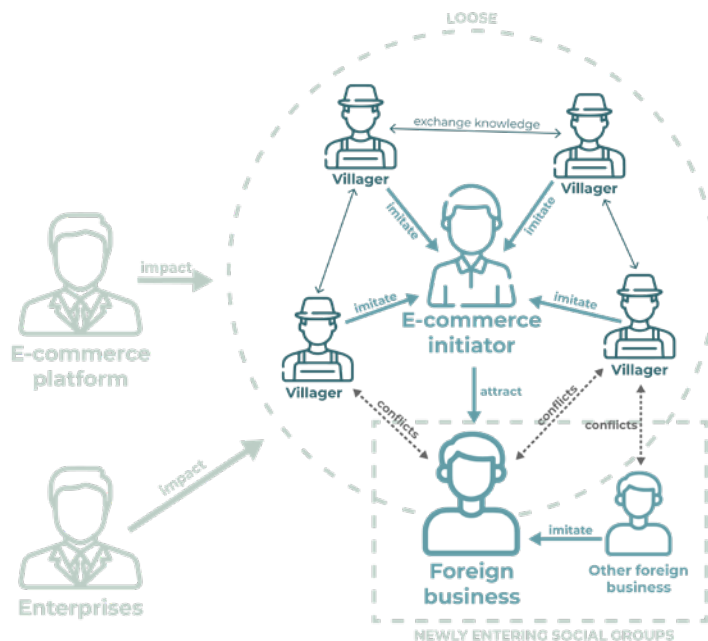 LOOSE
exchange knowledge
Villager
Villager
imitate
imitate
impact
E-commerce
platform
imitate
imitate
E-commerce
initiator
Villager
Villager
attract
conflicts
conflicts
conflicts
impact
imitate
Enterprises
Foreign
business
Other foreign
business
NEWLY ENTERING SOCIAL GROUPS